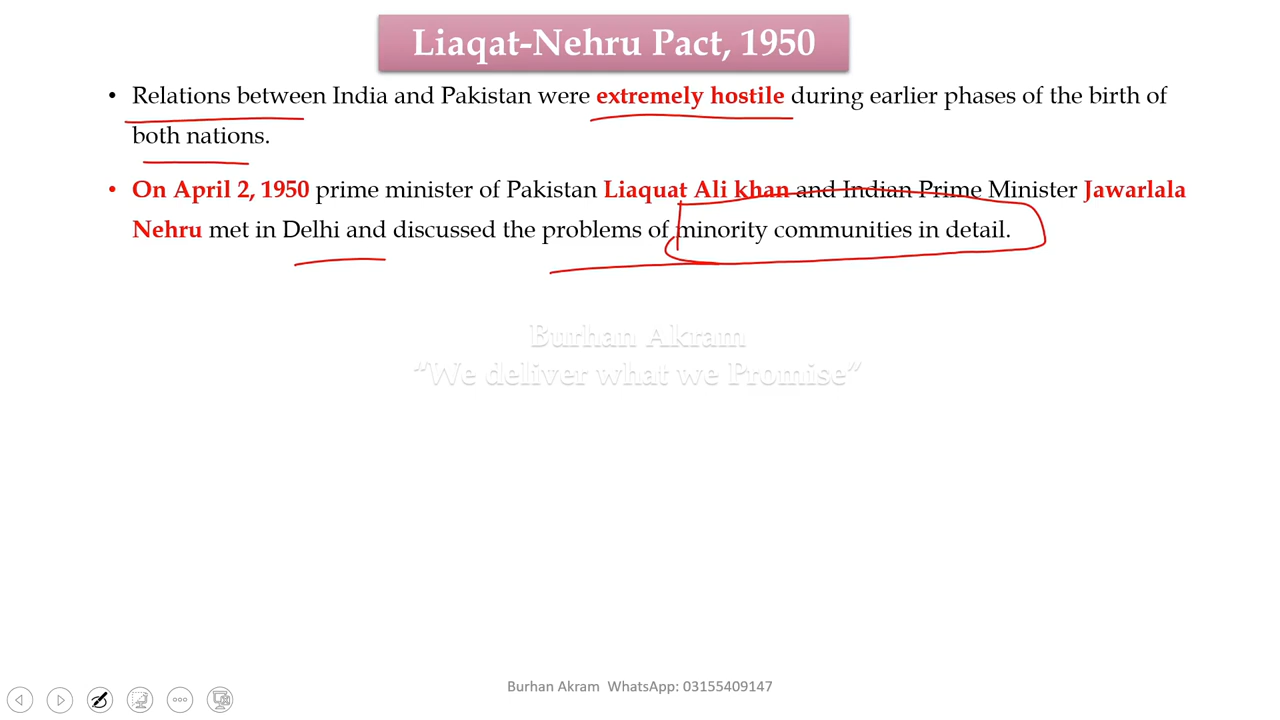 Liaqat-Nehru Pact, 1950
• Relations between India and Pakistan were extremely hostile during earlier phases of the birth of
both nations.
• On April 2, 1950 prime minister of Pakistan Liaquat Ali khan and Indian Prime Minister Jawarlala
Nehru met in Delhi and discussed the problems of minority communities in detail.
Burhan Akram
“We deliver what we Promise”
Burhan Akram WhatsApp: 03155409147